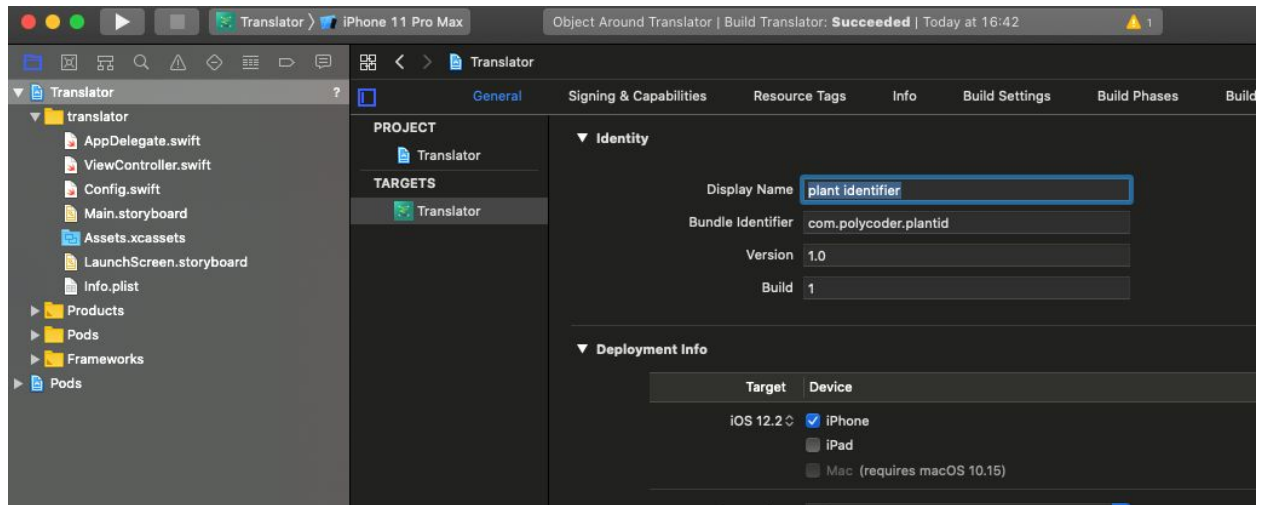 Translator 〉 iPhone 11 Pro Max
Object Around Translator | Build Translator: Succeeded | Today at 16:42
1
Translator
?
translator
AppDelegate.swift
ViewController.swift
Config.swift
Main.storyboard
Assets.xcassets
LaunchScreen.storyboard
Info.plist
Products
Pods
Frameworks
Pods
Translator
General Signing & Capabilities Resource Tags Info Build Settings Build Phases Build
PROJECT
Translator
TARGETS
Translator
Identity
Display Name plant identifier
Bundle Identifier com.polycoder.plantid
Version 1.0
Build 1
Deployment Info
Target Device
iOS 12.2 iPhone
iPad
Mac (requires macOS 10.15)